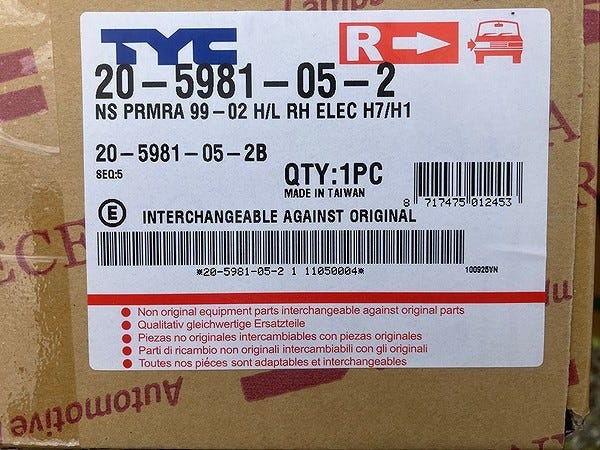 TYC
R
20-5981-05-2
NS PRMRA 99-02 H/L RH ELEC H7/H1
20-5981-05-2B
SEQ:5
QTY:1PC
MADE IN TAIWAN
8 717475 012453
E INTERCHANGEABLE AGAINST ORIGINAL
*20-5981-05-2 1 11050004*
100925VN
Non original equipment parts interchangeable against original parts
Qualitativ gleichwertige Ersatzteile
Piezas no originales intercambiables con piezas originales
Parti di ricambio non originali intercambiabili con gli originali
Toutes nos piéces sont adaptables et interchangeables
Automotive